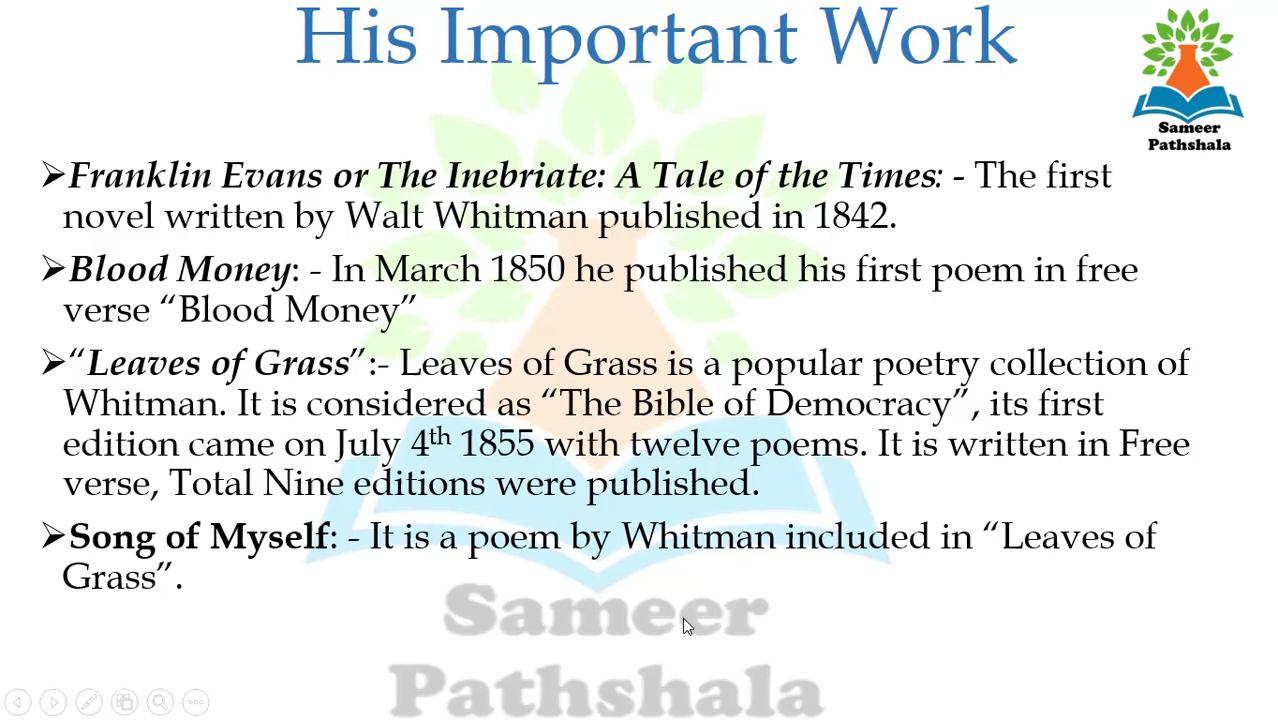 His Important Work
Sameer
Pathshala
➢Franklin Evans or The Inebriate: A Tale of the Times: - The first
novel written by Walt Whitman published in 1842.
➢Blood Money: - In March 1850 he published his first poem in free
verse “Blood Money”
➢“Leaves of Grass”:- Leaves of Grass is a popular poetry collection of
Whitman. It is considered as “The Bible of Democracy”, its first
edition came on July 4th 1855 with twelve poems. It is written in Free
verse, Total Nine editions were published.
➢Song of Myself: - It is a poem by Whitman included in “Leaves of
Grass”.
Sameer
Pathshala